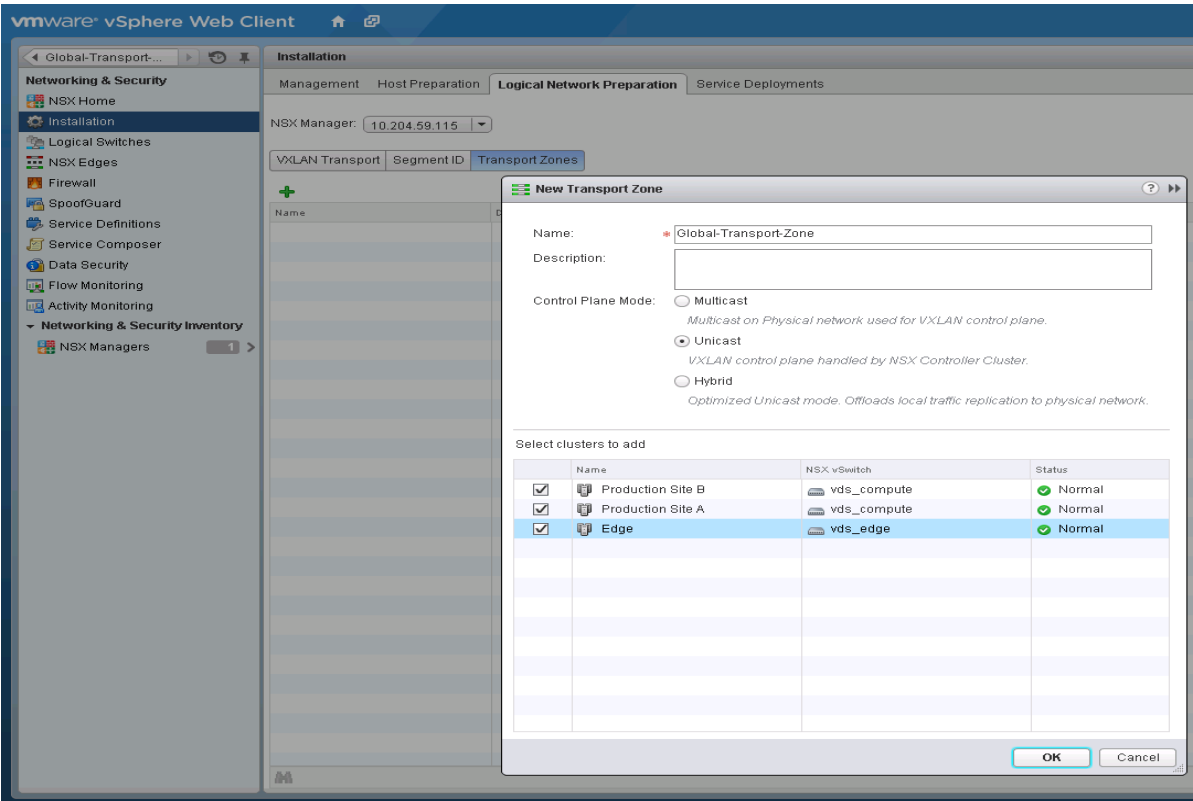 vmware® vSphere Web Client
Global-Transport-...
Networking & Security
NSX Home
Installation
Logical Switches
NSX Edges
Firewall
SpoofGuard
Service Definitions
Service Composer
Data Security
Flow Monitoring
Activity Monitoring
Networking & Security Inventory
NSX Managers 1 >
Installation
Management Host Preparation Logical Network Preparation Service Deployments
NSX Manager: 10.204.59.115
VXLAN Transport Segment ID Transport Zones
Name D
New Transport Zone ?
Name: * Global-Transport-Zone
Description:
Control Plane Mode: Multicast
Multicast on Physical network used for VXLAN control plane.
Unicast
VXLAN control plane handled by NSX Controller Cluster.
Hybrid
Optimized Unicast mode. Offloads local traffic replication to physical network.
Select clusters to add
Name NSX vSwitch Status
Production Site B vds_compute Normal
Production Site A vds_compute Normal
Edge vds_edge Normal
OK Cancel